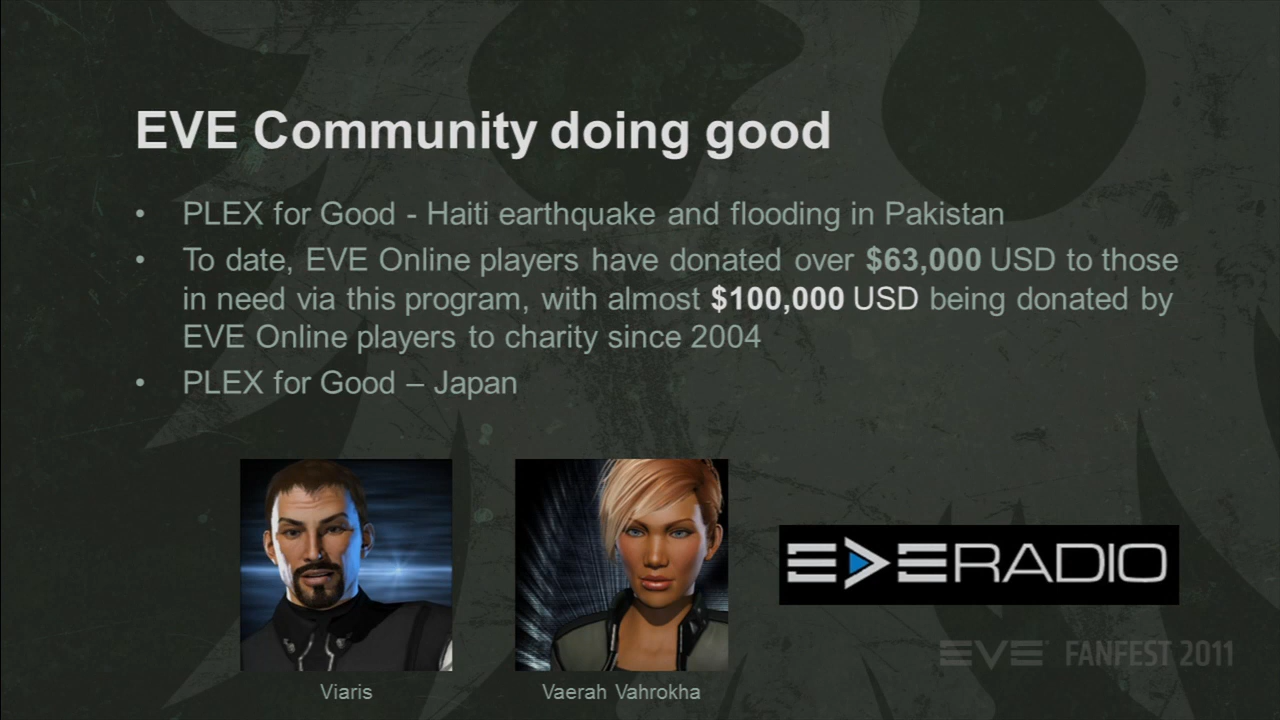 EVE Community doing good
• PLEX for Good - Haiti earthquake and flooding in Pakistan
• To date, EVE Online players have donated over $63,000 USD to those
in need via this program, with almost $100,000 USD being donated by
EVE Online players to charity since 2004
• PLEX for Good – Japan
EVE RADIO
EVE FANFEST 2011
Viaris
Vaerah Vahrokha